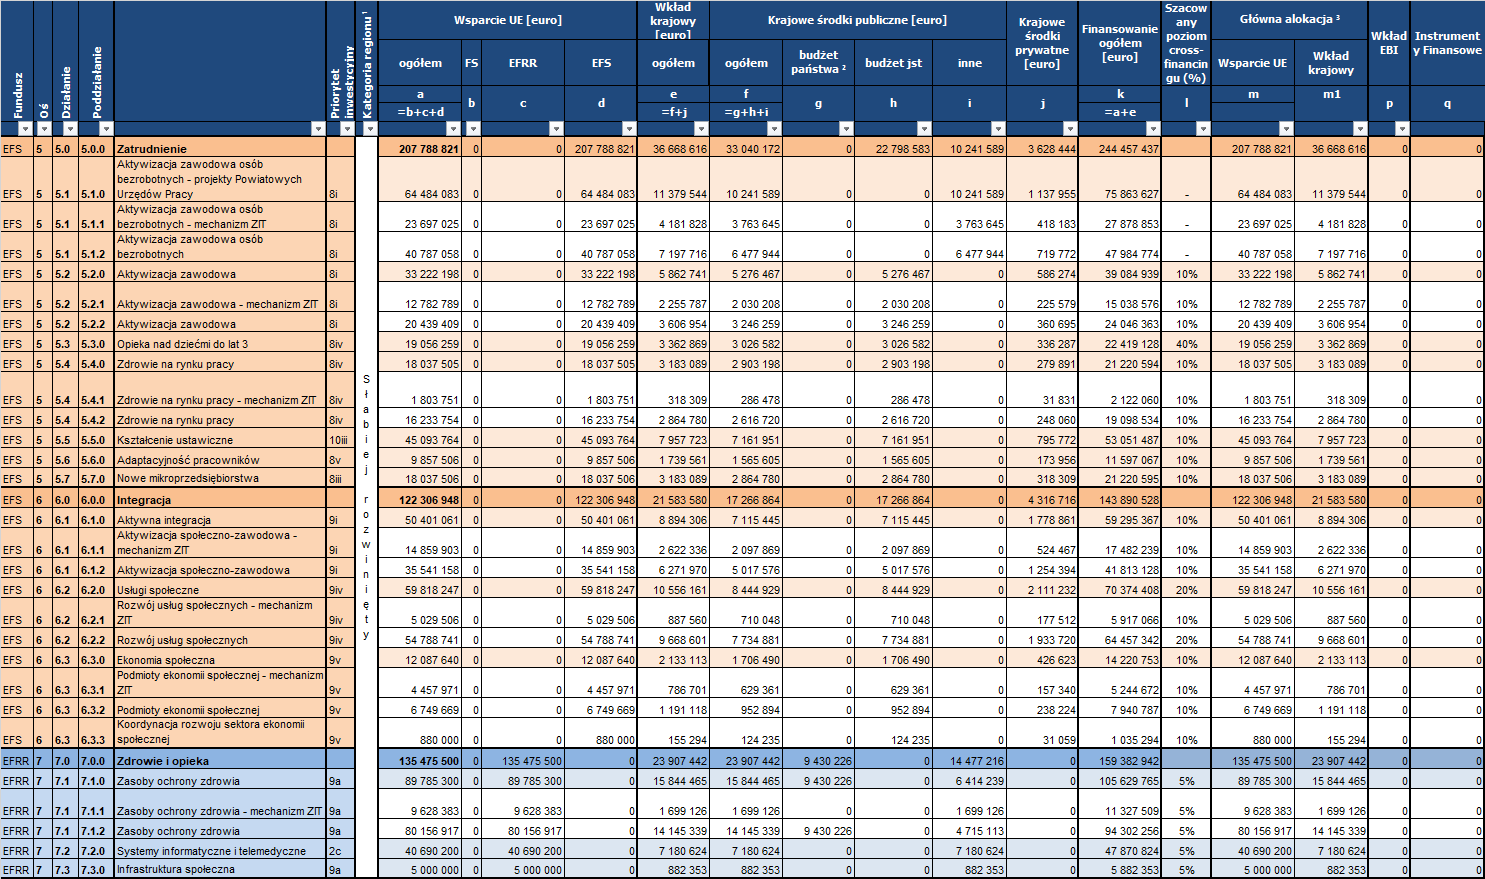 Fundusz Oś Działanie Poddziałanie Priorytet inwestycyjny Kategoria regionu ¹ Wsparcie UE [euro] Wkład krajowy [euro] Krajowe środki publiczne [euro] Krajowe środki prywatne [euro] Finansowanie ogółem [euro] Szacowany poziom cross-financingu (%) Główna alokacja ³ Wkład EBI Instrumenty Finansowe
ogółem FS EFRR EFS ogółem ogółem budżet państwa ² budżet jst inne Wsparcie UE Wkład krajowy
a b c d e f g h i j k l m m1 p q
=b+c+d =f+j =g+h+i =a+e
EFS 5 5.0 5.0.0 Zatrudnienie 207 788 821 0 0 207 788 821 36 668 616 33 040 172 0 22 798 583 10 241 589 3 628 444 244 457 437 207 788 821 36 668 616 0 0
Aktywizacja zawodowa osób
bezrobotnych - projekty Powiatowych
EFS 5 5.1 5.1.0 Urzędów Pracy 8i 64 484 083 0 0 64 484 083 11 379 544 10 241 589 0 0 10 241 589 1 137 955 75 863 627 - 64 484 083 11 379 544 0 0
Aktywizacja zawodowa osób
EFS 5 5.1 5.1.1 bezrobotnych - mechanizm ZIT 8i 23 697 025 0 0 23 697 025 4 181 828 3 763 645 0 0 3 763 645 418 183 27 878 853 - 23 697 025 4 181 828 0 0
Aktywizacja zawodowa osób
EFS 5 5.1 5.1.2 bezrobotnych 8i 40 787 058 0 0 40 787 058 7 197 716 6 477 944 0 0 6 477 944 719 772 47 984 774 - 40 787 058 7 197 716 0 0
EFS 5 5.2 5.2.0 Aktywizacja zawodowa 8i 33 222 198 0 0 33 222 198 5 862 741 5 276 467 0 5 276 467 0 586 274 39 084 939 10% 33 222 198 5 862 741 0 0
EFS 5 5.2 5.2.1 Aktywizacja zawodowa - mechanizm ZIT 8i 12 782 789 0 0 12 782 789 2 255 787 2 030 208 0 2 030 208 0 225 579 15 038 576 10% 12 782 789 2 255 787 0 0
EFS 5 5.2 5.2.2 Aktywizacja zawodowa 8i 20 439 409 0 0 20 439 409 3 606 954 3 246 259 0 3 246 259 0 360 695 24 046 363 10% 20 439 409 3 606 954 0 0
EFS 5 5.3 5.3.0 Opieka nad dziećmi do lat 3 8iv 19 056 259 0 0 19 056 259 3 362 869 3 026 582 0 3 026 582 0 336 287 22 419 128 40% 19 056 259 3 362 869 0 0
EFS 5 5.4 5.4.0 Zdrowie na rynku pracy 8iv 18 037 505 0 0 18 037 505 3 183 089 2 903 198 0 2 903 198 0 279 891 21 220 594 10% 18 037 505 3 183 089 0 0
EFS 5 5.4 5.4.1 Zdrowie na rynku pracy - mechanizm ZIT 8iv 1 803 751 0 0 1 803 751 318 309 286 478 0 286 478 0 31 831 2 122 060 10% 1 803 751 318 309 0 0
EFS 5 5.4 5.4.2 Zdrowie na rynku pracy 8iv 16 233 754 0 0 16 233 754 2 864 780 2 616 720 0 2 616 720 0 248 060 19 098 534 10% 16 233 754 2 864 780 0 0
EFS 5 5.5 5.5.0 Kształcenie ustawiczne 10iii 45 093 764 0 0 45 093 764 7 957 723 7 161 951 0 7 161 951 0 795 772 53 051 487 10% 45 093 764 7 957 723 0 0
EFS 5 5.6 5.6.0 Adaptacyjność pracowników 8v 9 857 506 0 0 9 857 506 1 739 561 1 565 605 0 1 565 605 0 173 956 11 597 067 10% 9 857 506 1 739 561 0 0
EFS 5 5.7 5.7.0 Nowe mikroprzedsiębiorstwa 8iii 18 037 506 0 0 18 037 506 3 183 089 2 864 780 0 2 864 780 0 318 309 21 220 595 10% 18 037 506 3 183 089 0 0
Słabiej rozwinięty
EFS 6 6.0 6.0.0 Integracja 122 306 948 0 0 122 306 948 21 583 580 17 266 864 0 17 266 864 0 4 316 716 143 890 528 122 306 948 21 583 580 0 0
EFS 6 6.1 6.1.0 Aktywna integracja 9i 50 401 061 0 0 50 401 061 8 894 306 7 115 445 0 7 115 445 0 1 778 861 59 295 367 10% 50 401 061 8 894 306 0 0
Aktywizacja społeczno-zawodowa -
EFS 6 6.1 6.1.1 mechanizm ZIT 9i 14 859 903 0 0 14 859 903 2 622 336 2 097 869 0 2 097 869 0 524 467 17 482 239 10% 14 859 903 2 622 336 0 0
EFS 6 6.1 6.1.2 Aktywizacja społeczno-zawodowa 9i 35 541 158 0 0 35 541 158 6 271 970 5 017 576 0 5 017 576 0 1 254 394 41 813 128 10% 35 541 158 6 271 970 0 0
EFS 6 6.2 6.2.0 Usługi społeczne 9iv 59 818 247 0 0 59 818 247 10 556 161 8 444 929 0 8 444 929 0 2 111 232 70 374 408 20% 59 818 247 10 556 161 0 0
Rozwój usług społecznych - mechanizm
EFS 6 6.2 6.2.1 ZIT 9iv 5 029 506 0 0 5 029 506 887 560 710 048 0 710 048 0 177 512 5 917 066 10% 5 029 506 887 560 0 0
EFS 6 6.2 6.2.2 Rozwój usług społecznych 9iv 54 788 741 0 0 54 788 741 9 668 601 7 734 881 0 7 734 881 0 1 933 720 64 457 342 20% 54 788 741 9 668 601 0 0
EFS 6 6.3 6.3.0 Ekonomia społeczna 9v 12 087 640 0 0 12 087 640 2 133 113 1 706 490 0 1 706 490 0 426 623 14 220 753 10% 12 087 640 2 133 113 0 0
Podmioty ekonomii społecznej - mechanizm
EFS 6 6.3 6.3.1 ZIT 9v 4 457 971 0 0 4 457 971 786 701 629 361 0 629 361 0 157 340 5 244 672 10% 4 457 971 786 701 0 0
EFS 6 6.3 6.3.2 Podmioty ekonomii społecznej 9v 6 749 669 0 0 6 749 669 1 191 118 952 894 0 952 894 0 238 224 7 940 787 10% 6 749 669 1 191 118 0 0
Koordynacja rozwoju sektora ekonomii
EFS 6 6.3 6.3.3 społecznej 9v 880 000 0 0 880 000 155 294 124 235 0 124 235 0 31 059 1 035 294 10% 880 000 155 294 0 0
EFRR 7 7.0 7.0.0 Zdrowie i opieka 135 475 500 0 135 475 500 0 23 907 442 23 907 442 9 430 226 0 14 477 216 0 159 382 942 135 475 500 23 907 442 0 0
EFRR 7 7.1 7.1.0 Zasoby ochrony zdrowia 9a 89 785 300 0 89 785 300 0 15 844 465 15 844 465 9 430 226 0 6 414 239 0 105 629 765 5% 89 785 300 15 844 465 0 0
EFRR 7 7.1 7.1.1 Zasoby ochrony zdrowia - mechanizm ZIT 9a 9 628 383 0 9 628 383 0 1 699 126 1 699 126 0 0 1 699 126 0 11 327 509 5% 9 628 383 1 699 126 0 0
EFRR 7 7.1 7.1.2 Zasoby ochrony zdrowia 9a 80 156 917 0 80 156 917 0 14 145 339 14 145 339 9 430 226 0 4 715 113 0 94 302 256 5% 80 156 917 14 145 339 0 0
EFRR 7 7.2 7.2.0 Systemy informatyczne i telemedyczne 2c 40 690 200 0 40 690 200 0 7 180 624 7 180 624 0 0 7 180 624 0 47 870 824 5% 40 690 200 7 180 624 0 0
EFRR 7 7.3 7.3.0 Infrastruktura społeczna 9a 5 000 000 0 5 000 000 0 882 353 882 353 0 0 882 353 0 5 882 353 5% 5 000 000 882 353 0 0